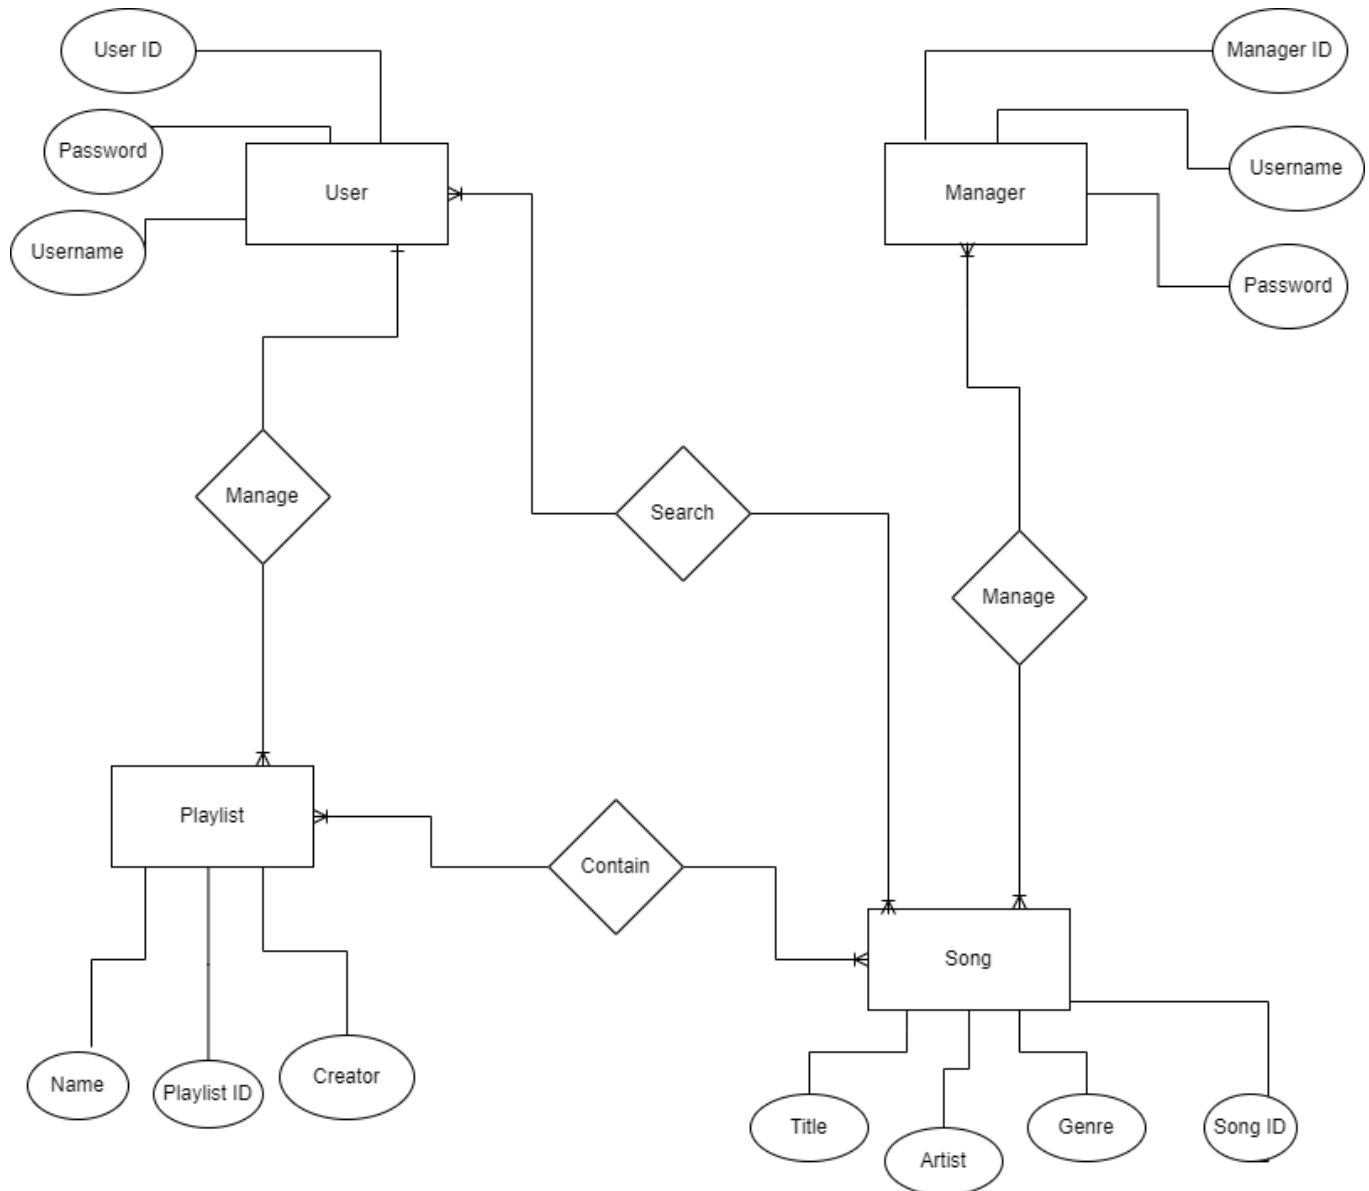 User ID
Manager ID
Password
Username
User
Manager
Username
Password
Manage
Search
Manage
Playlist
Contain
Song
Name
Playlist ID
Creator
Title
Artist
Genre
Song ID